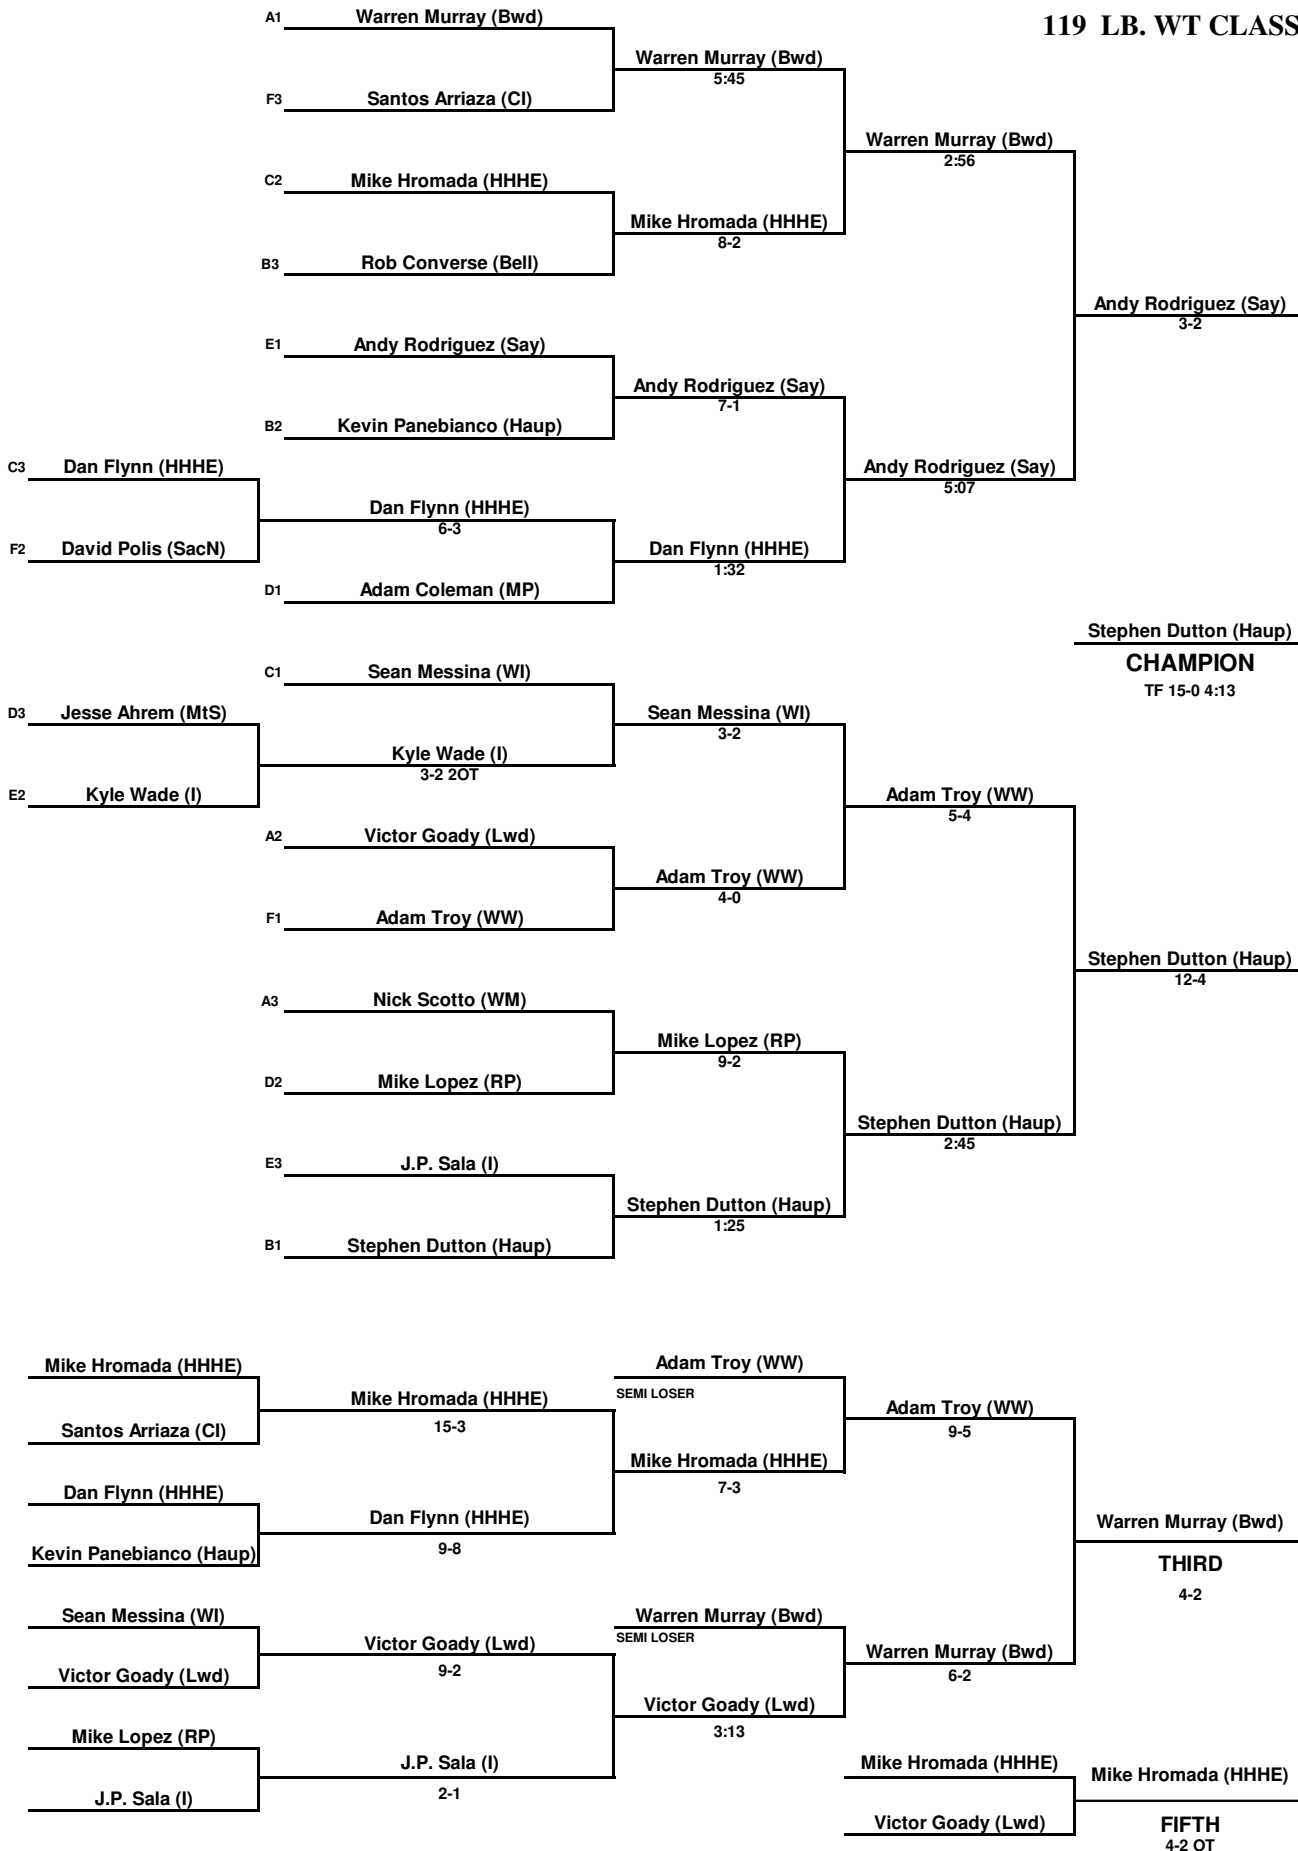 119 LB. WT CLASS
A1 Warren Murray (Bwd)
Warren Murray (Bwd)
5:45
F3 Santos Arriaza (CI)
Warren Murray (Bwd)
2:56
C2 Mike Hromada (HHHE)
Mike Hromada (HHHE)
8-2
B3 Rob Converse (Bell)
Andy Rodriguez (Say)
3-2
E1 Andy Rodriguez (Say)
Andy Rodriguez (Say)
7-1
B2 Kevin Panebianco (Haup)
C3 Dan Flynn (HHHE)
Andy Rodriguez (Say)
5:07
Dan Flynn (HHHE)
6-3
F2 David Polis (SacN)
Dan Flynn (HHHE)
1:32
D1 Adam Coleman (MP)
Stephen Dutton (Haup)
CHAMPION
TF 15-0 4:13
C1 Sean Messina (WI)
D3 Jesse Ahrem (MtS)
Sean Messina (WI)
3-2
Kyle Wade (I)
3-2 2OT
E2 Kyle Wade (I)
Adam Troy (WW)
5-4
A2 Victor Goady (Lwd)
Adam Troy (WW)
4-0
F1 Adam Troy (WW)
Stephen Dutton (Haup)
12-4
A3 Nick Scotto (WM)
Mike Lopez (RP)
9-2
D2 Mike Lopez (RP)
Stephen Dutton (Haup)
2:45
E3 J.P. Sala (I)
Stephen Dutton (Haup)
1:25
B1 Stephen Dutton (Haup)
Mike Hromada (HHHE)
Adam Troy (WW)
SEMI LOSER
Mike Hromada (HHHE)
15-3
Adam Troy (WW)
9-5
Santos Arriaza (CI)
Mike Hromada (HHHE)
7-3
Dan Flynn (HHHE)
Dan Flynn (HHHE)
9-8
Warren Murray (Bwd)
THIRD
4-2
Kevin Panebianco (Haup)
Sean Messina (WI)
Warren Murray (Bwd)
SEMI LOSER
Victor Goady (Lwd)
9-2
Warren Murray (Bwd)
6-2
Victor Goady (Lwd)
Victor Goady (Lwd)
3:13
Mike Lopez (RP)
J.P. Sala (I)
2-1
Mike Hromada (HHHE)
Mike Hromada (HHHE)
J.P. Sala (I)
Victor Goady (Lwd)
FIFTH
4-2 OT